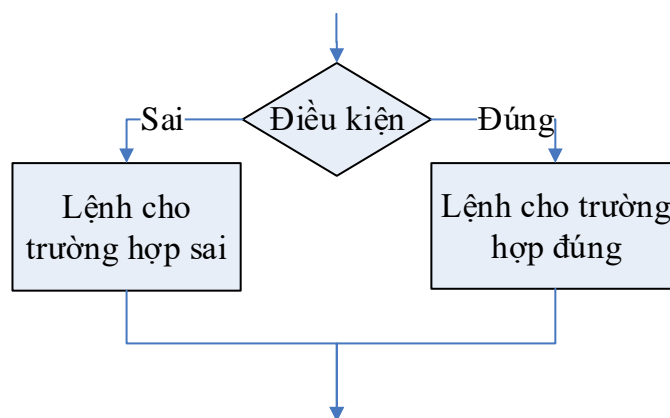 Sai
Điều kiện
Đúng
Lệnh cho
trường hợp sai
Lệnh cho trường
hợp đúng